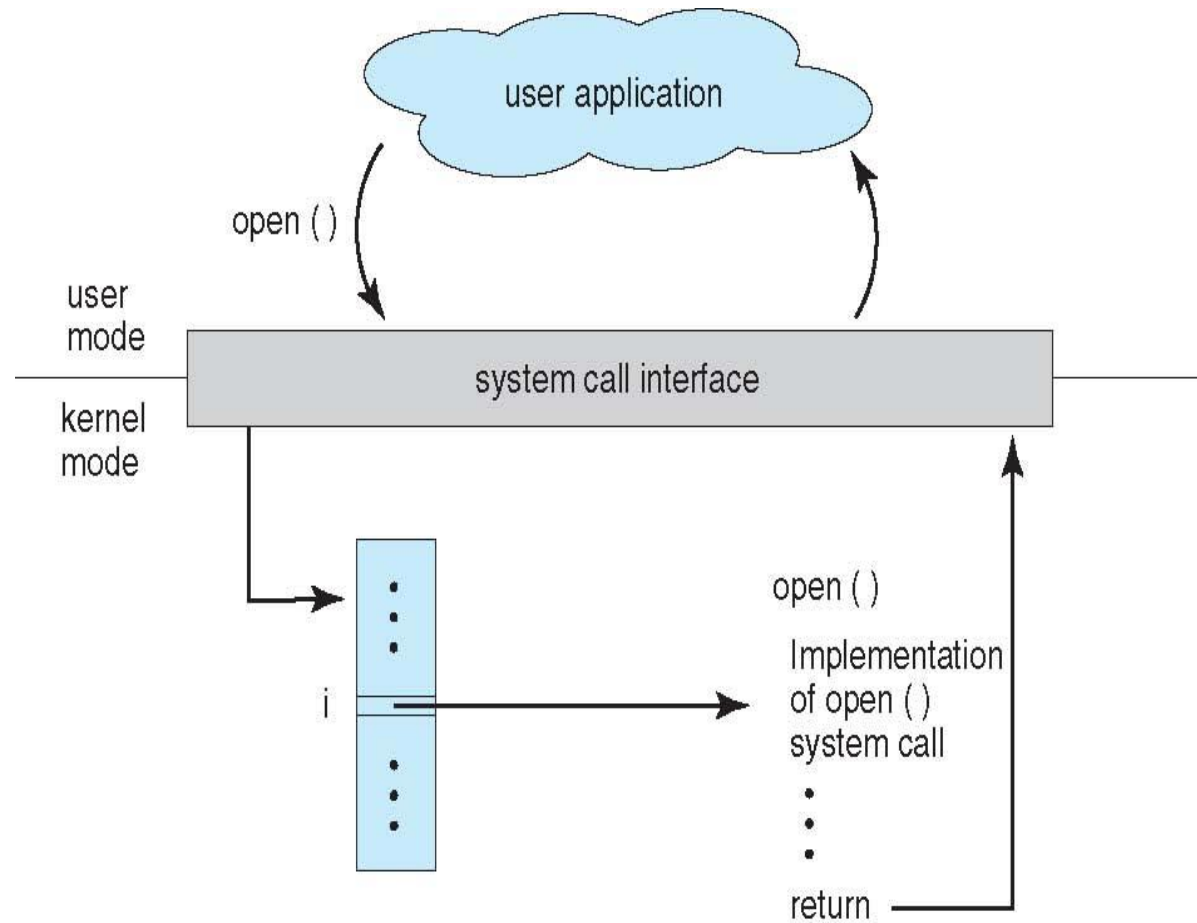 user application
open ( )
user
mode
system call interface
kernel
mode
open ( )
Implementation
of open ( )
system call
i
return